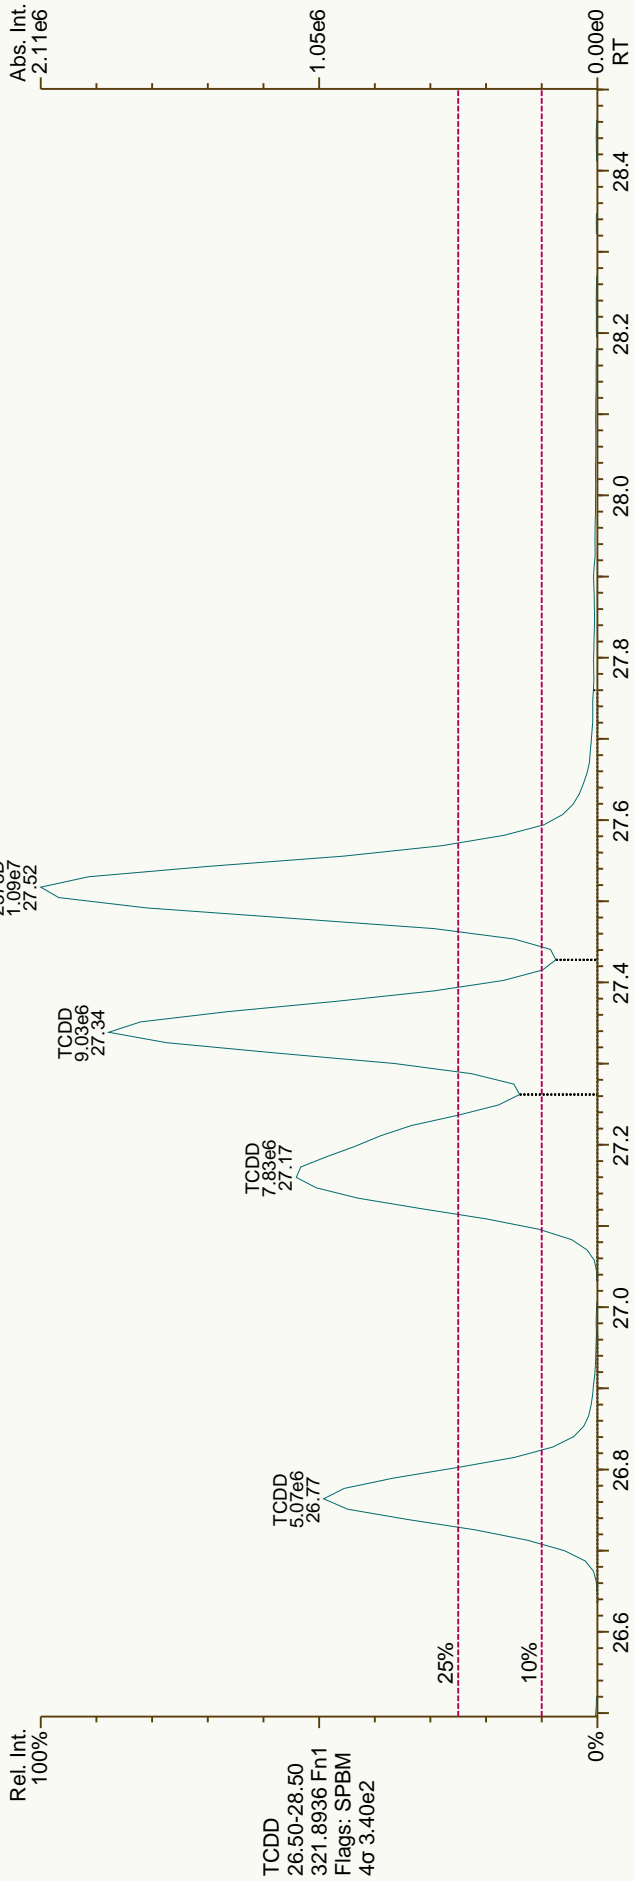 TCDD
26.50-28.50
321.8936 Fn1
Flags: SPBM
4σ 3.40e2
Rel. Int.
100%
0%
25%
10%
TCDD
5.07e6
26.77
TCDD
7.83e6
27.17
TCDD
9.03e6
27.34
1.09e7
27.52
26.6
26.8
27.0
27.2
27.4
27.6
27.8
28.0
28.2
28.4
RT
Abs. Int.
2.11e6
1.05e6
0.00e0